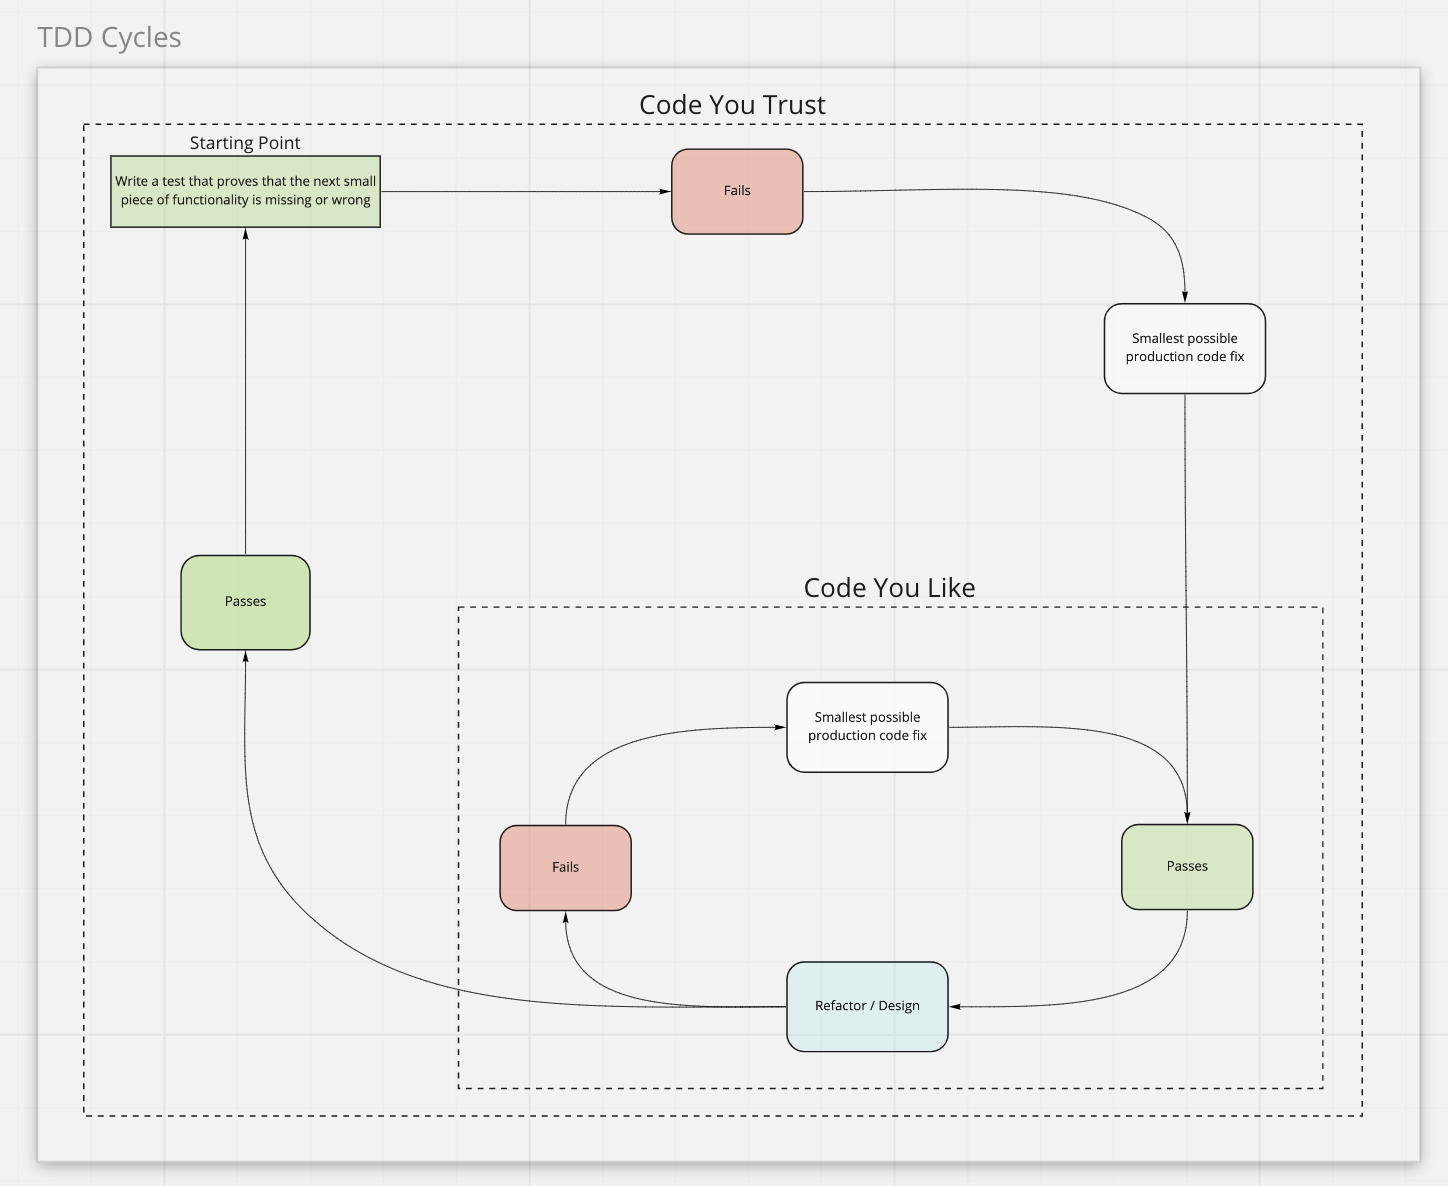 TDD Cycles
Code You Trust
Starting Point
Write a test that proves that the next small
piece of functionality is missing or wrong
Fails
Smallest possible
production code fix
Passes
Code You Like
Smallest possible
production code fix
Fails
Passes
Refactor / Design